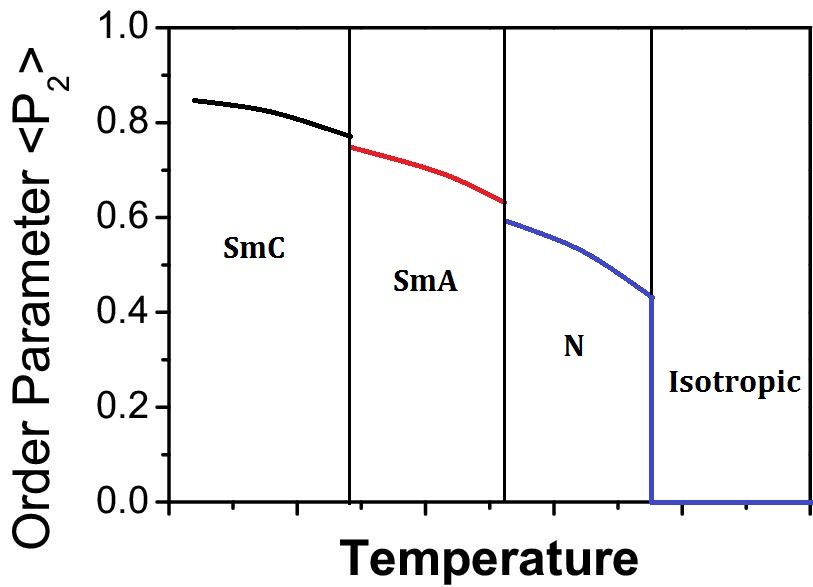 Order Parameter <P2>
1.0
0.8
0.6
0.4
0.2
0.0
SmC
SmA
N
Isotropic
Temperature